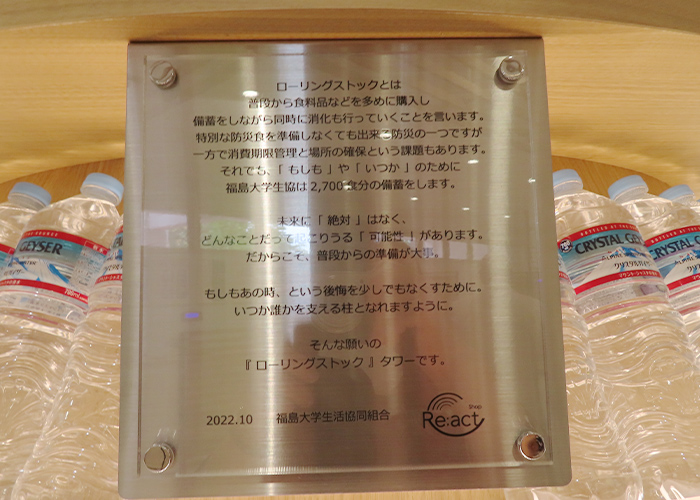 ローリングストックとは
普段から食料品などを多めに購入し
備蓄をしながら同時に消化も行っていくことを言います。
特別な防災食を準備しなくても出来る防災の一つですが
一方で消費期限管理と場所の確保という課題もあります。
それでも、「もしも」や「いつか」のために
福島大学生協は2,700食分の備蓄をします。
未来に「絶対」はなく、
どんなことだって起こりうる「可能性」があります。
だからこそ、普段からの準備が大事。
もしもあの時、という後悔を少しでもなくすために。
いつか誰かを支える柱となれますように。
そんな願いの
『ローリングストック』タワーです。
2022.10 福島大学生活協同組合
Re:act Shop
GEYSER
CRYSTAL GEYSER
クリスタルガイザー